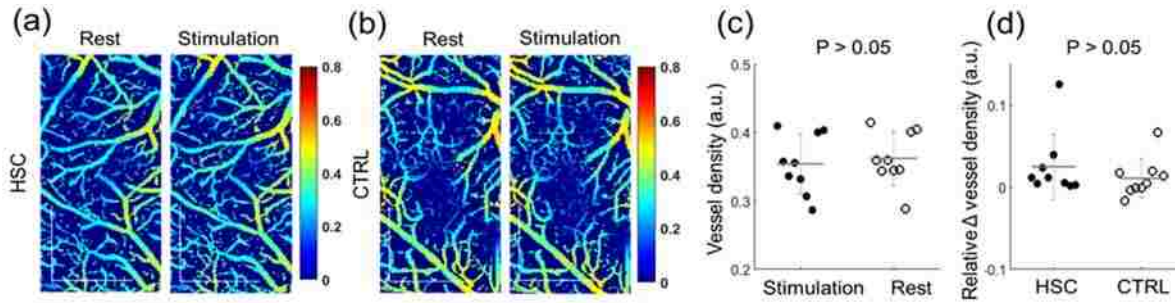 (a)
Rest
Stimulation
HSC
0.8
0.6
0.4
0.2
0
(b)
Rest
Stimulation
CTRL
0.8
0.6
0.4
0.2
0
(c)
P > 0.05
Vessel density (a.u.)
0.5
0.4
0.3
0.2
Stimulation
Rest
(d)
P > 0.05
Relative Δ vessel density (a.u.)
0.1
0
-0.1
HSC
CTRL